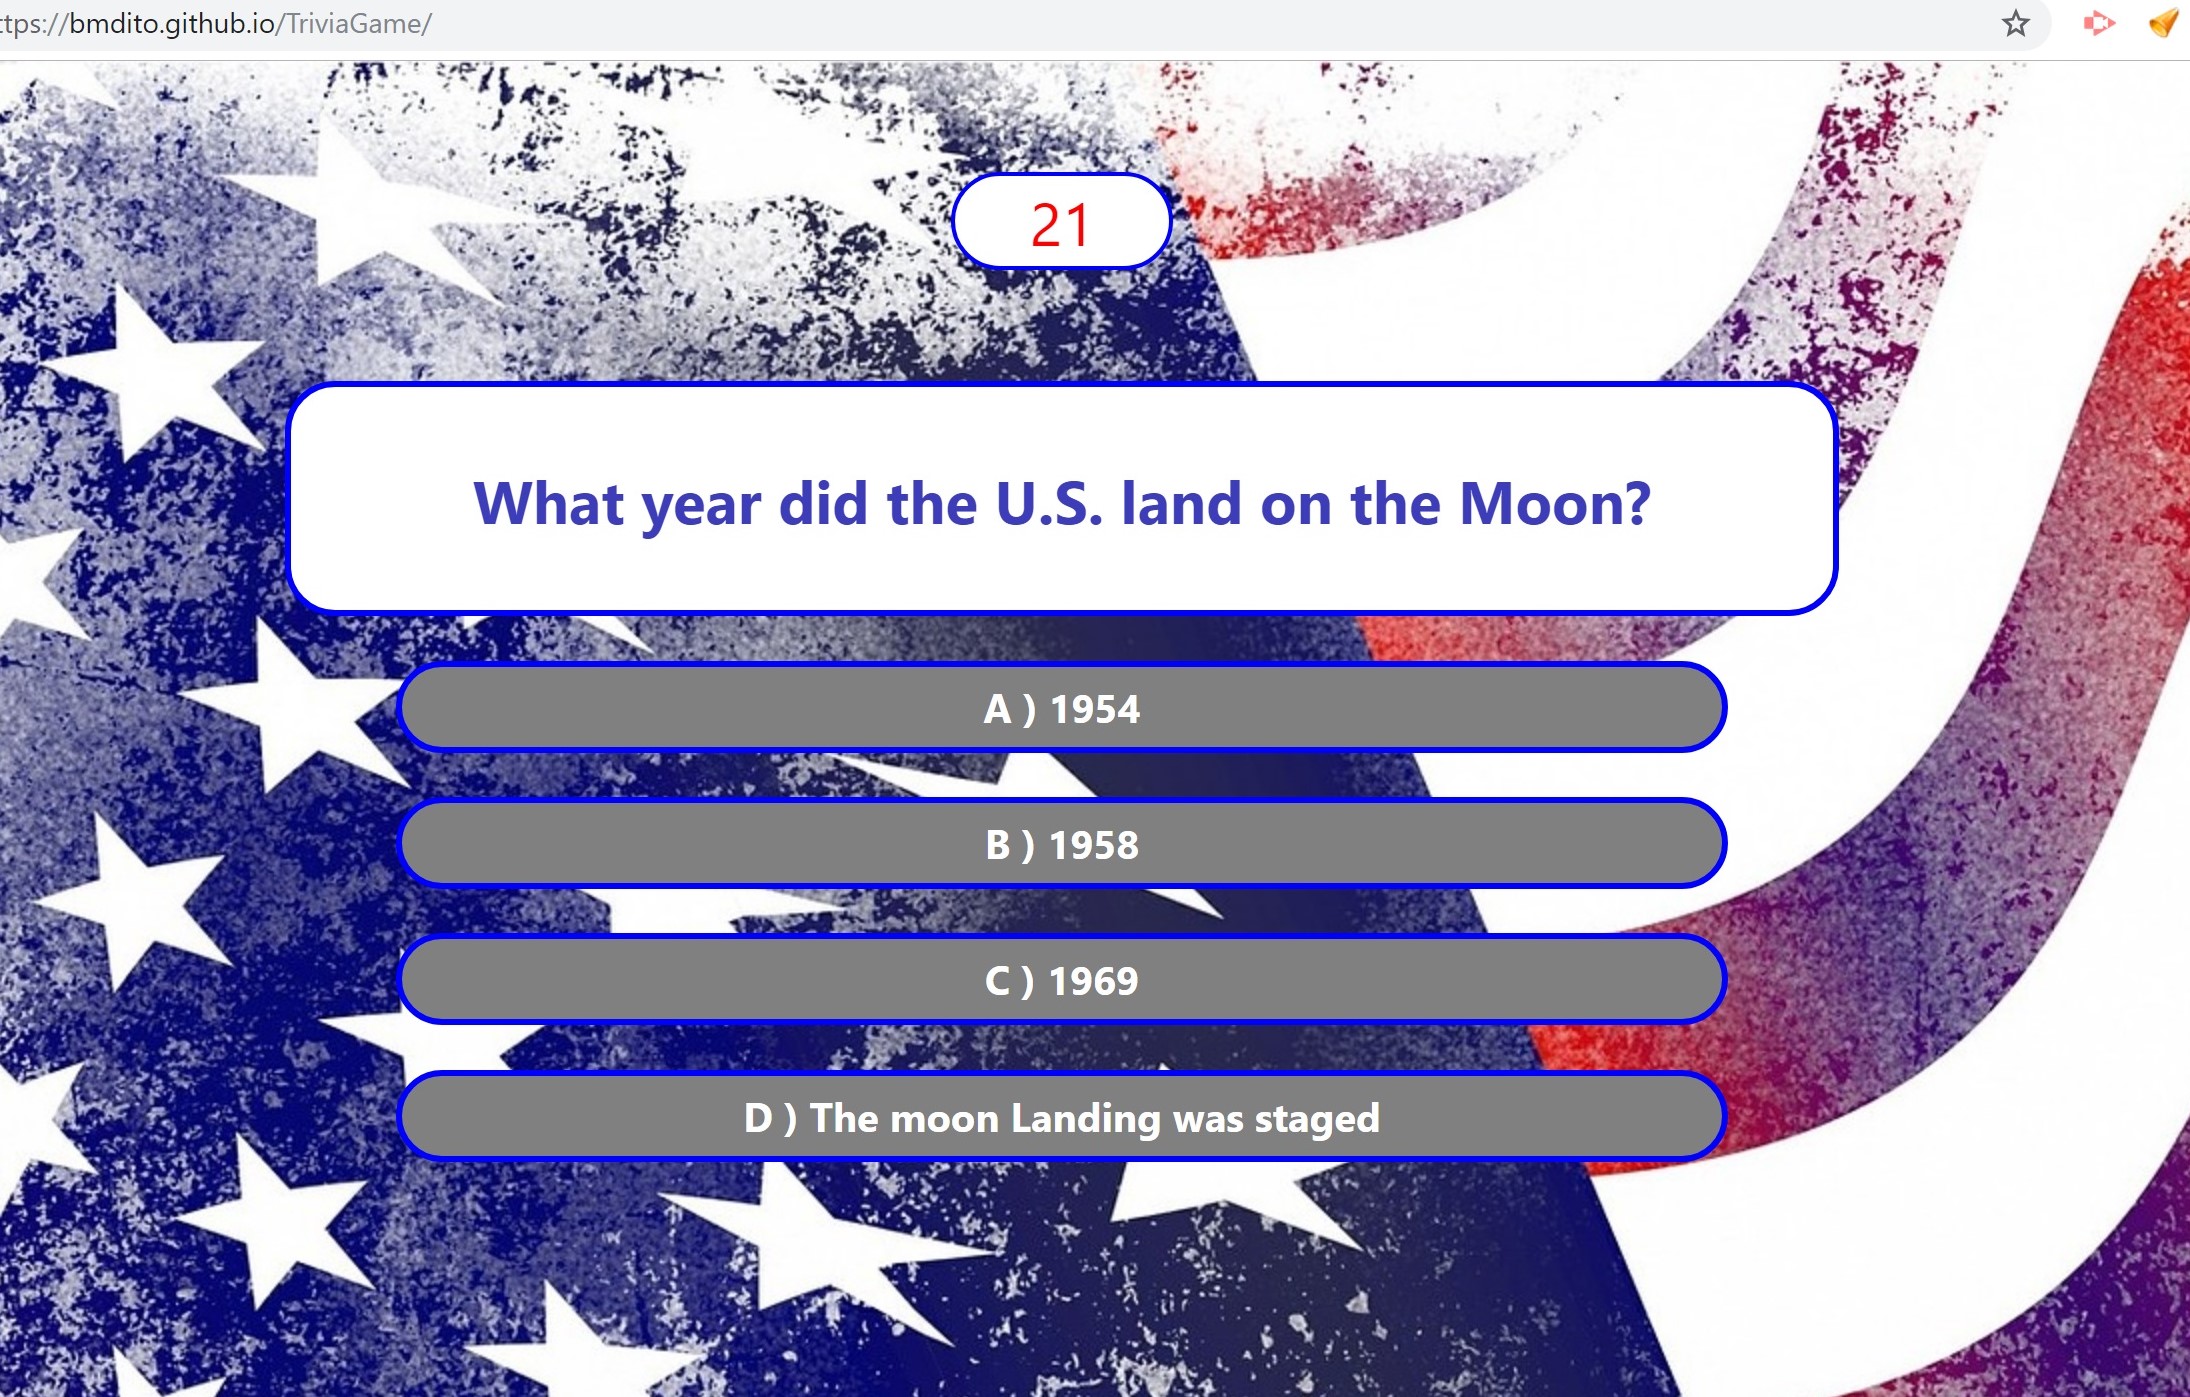 ttps://bmdito.github.io/TriviaGame/
21
What year did the U.S. land on the Moon?
A ) 1954
B ) 1958
C ) 1969
D ) The moon Landing was staged